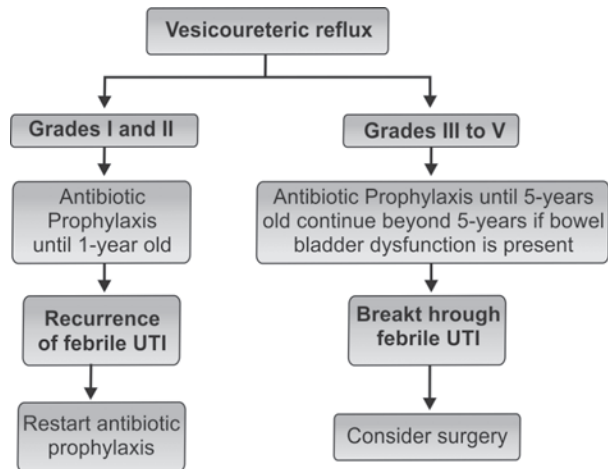 Vesicoureteric reflux
Grades I and II
Grades III to V
Antibiotic
Prophylaxis
until 1-year old
Antibiotic Prophylaxis until 5-years
old continue beyond 5-years if bowel
bladder dysfunction is present
Recurrence
of febrile UTI
Breakt hrough
febrile UTI
Restart antibiotic
prophylaxis
Consider surgery